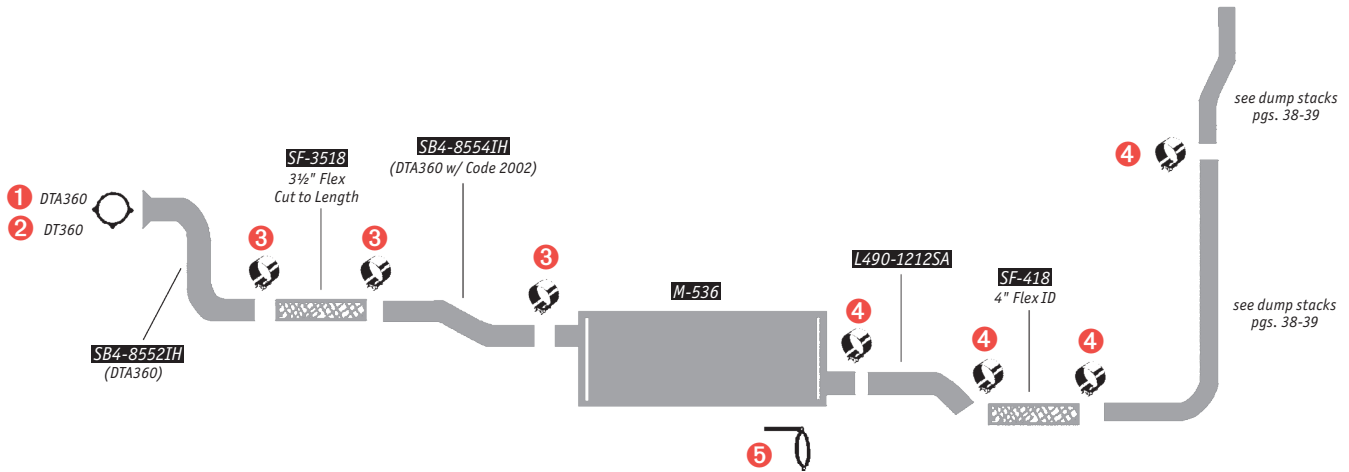 see dump stacks
pgs. 38-39
4
SB4-8554IH
(DTA360 w/ Code 2002)
SF-3518
3½" Flex
Cut to Length
1 DTA360
2 DT360
3
3
3
L490-1212SA
SF-418
4" Flex ID
M-536
see dump stacks
pgs. 38-39
4
4
4
SB4-8552IH
(DTA360)
5